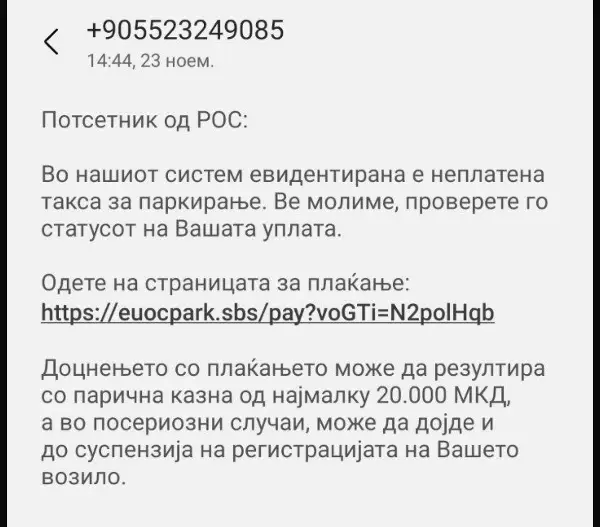 +905523249085
14:44, 23 ноем.
Потсетник од РОС:
Во нашиот систем евидентирана е неплатена
такса за паркирање. Ве молиме, проверете го
статусот на Вашата уплата.
Одете на страницата за плаќање:
https://euocpark.sbs/pay?voGTi=N2polHqb
Доцнењето со плаќањето може да резултира
со парична казна од најмалку 20.000 МКД,
а во посериозни случаи, може да дојде и
до суспензија на регистрацијата на Вашето
возило.